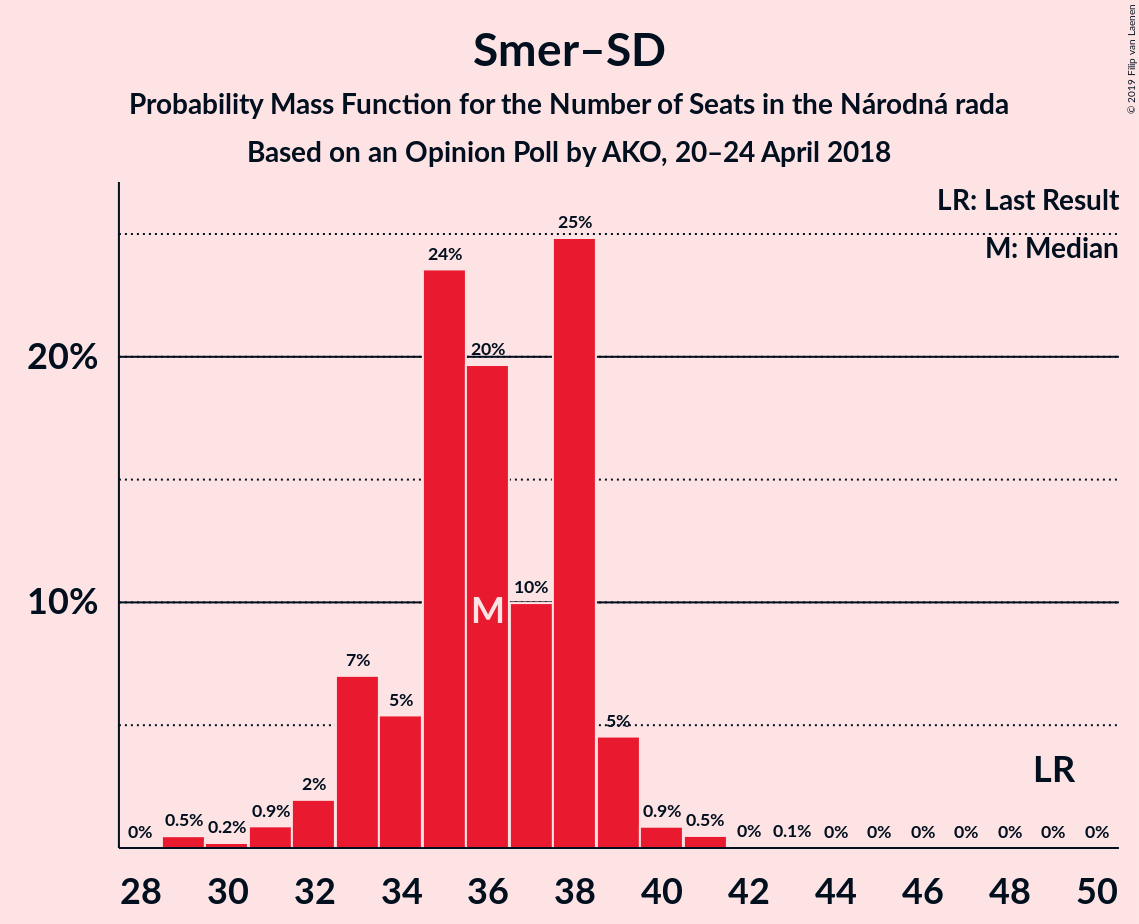 Smer–SD
Probability Mass Function for the Number of Seats in the Národná rada
Based on an Opinion Poll by AKO, 20–24 April 2018
© 2019 Filip van Laenen
LR: Last Result
M: Median
20%
10%
0%
0.5%
0.2%
0.9%
2%
7%
5%
24%
20%
10%
25%
5%
0.9%
0.5%
0%
0.1%
0%
0%
0%
0%
0%
0%
0%
M
LR
28 30 32 34 36 38 40 42 44 46 48 50